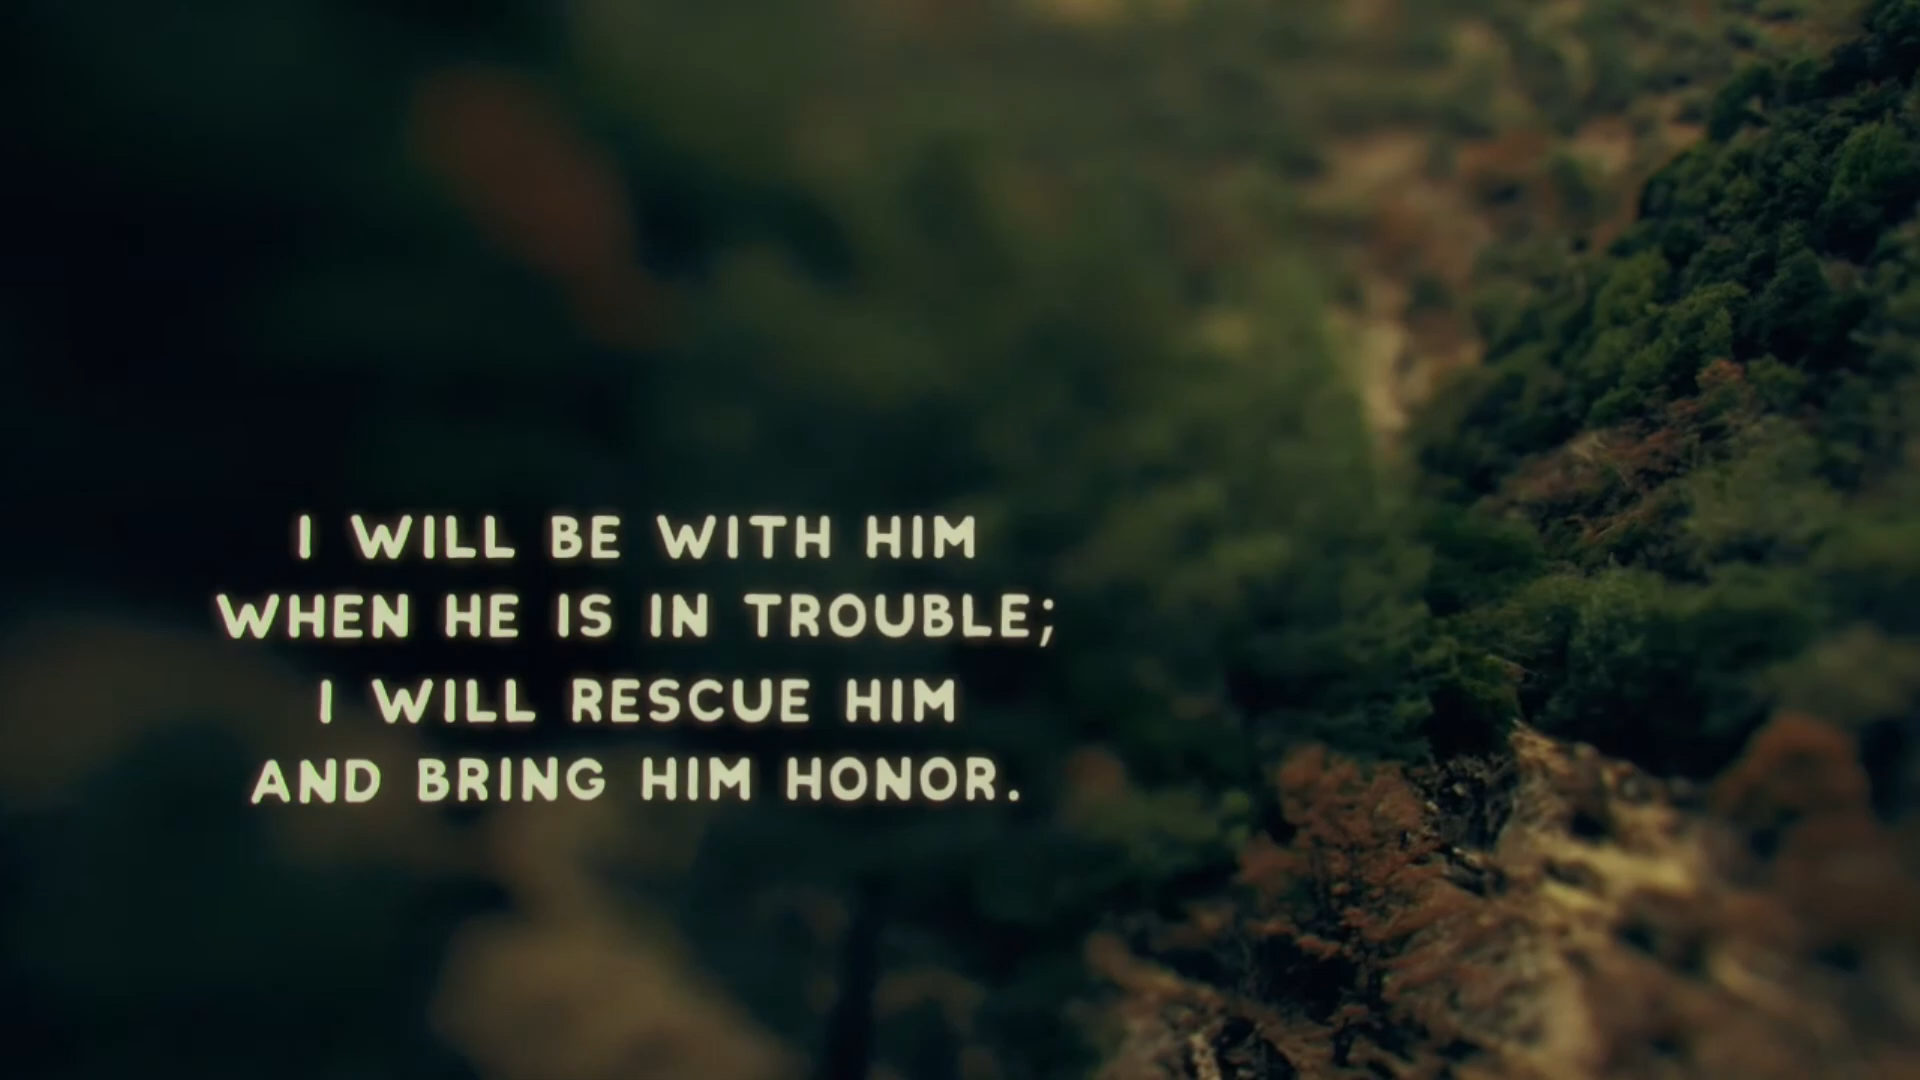 I WILL BE WITH HIM
WHEN HE IS IN TROUBLE;
I WILL RESCUE HIM
AND BRING HIM HONOR.